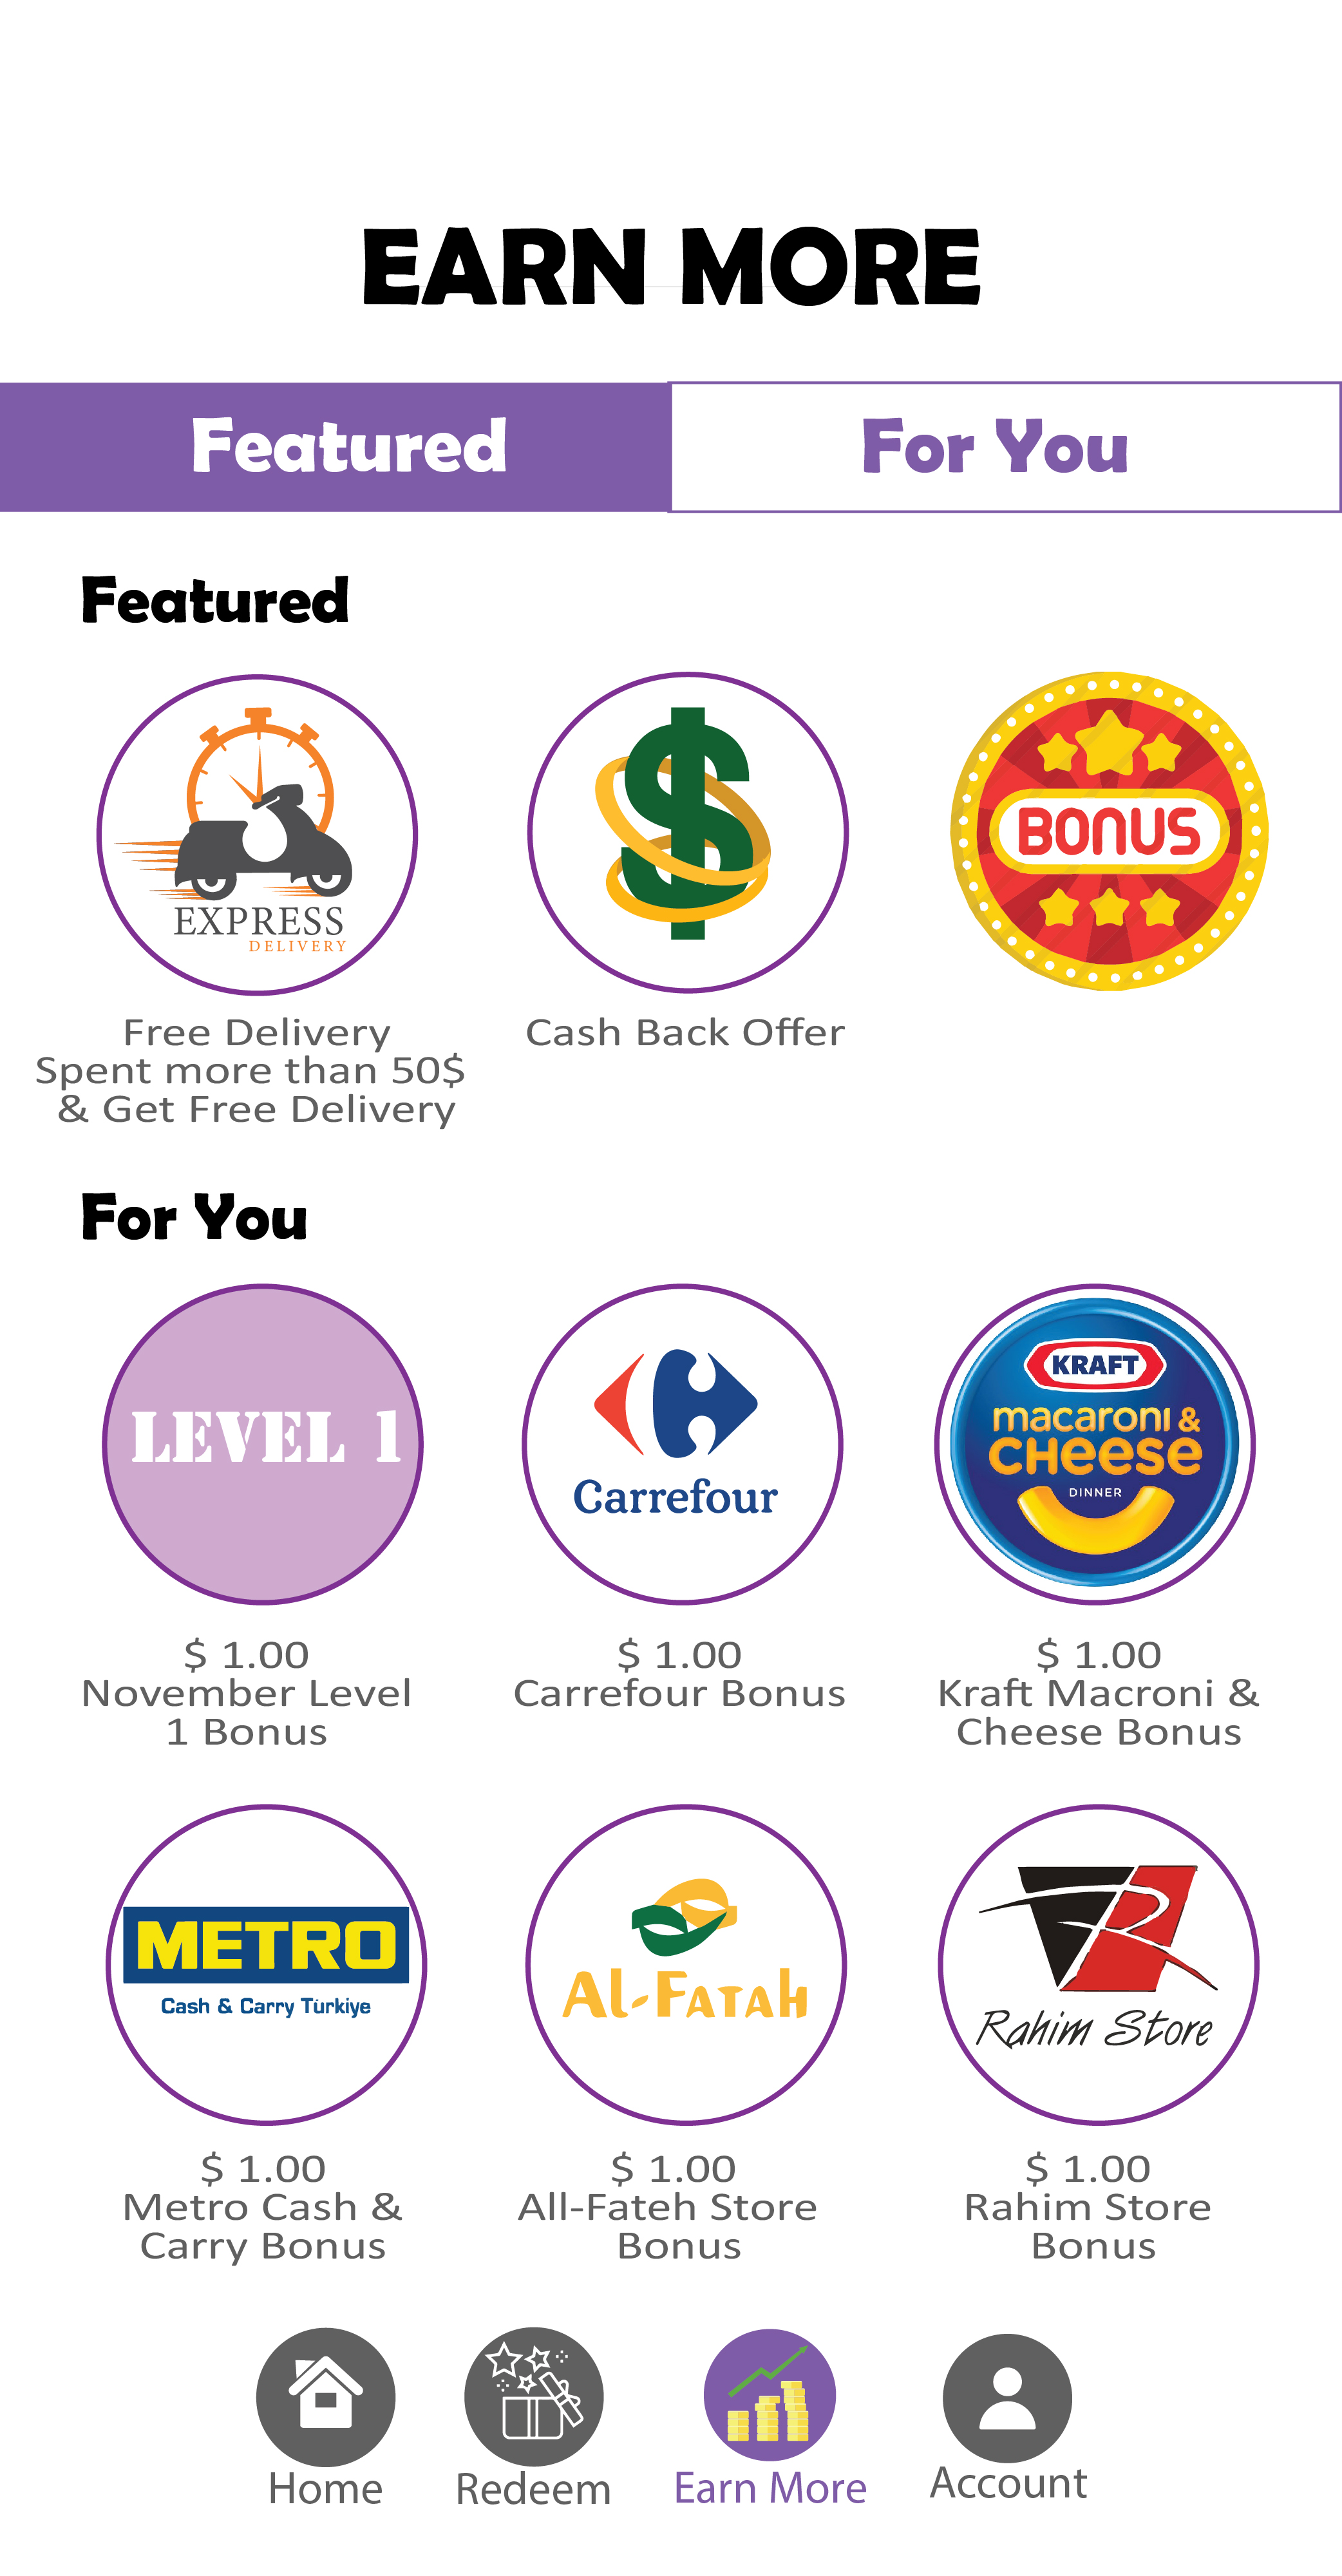 EARN MORE
Featured
For You
Featured
EXPRESS
DELIVERY
BONUS
Free Delivery
Spent more than 50$
& Get Free Delivery
Cash Back Offer
For You
LEVEL 1
Carrefour
KRAFT
macaroni &
cheese
DINNER
$ 1.00
November Level
1 Bonus
$ 1.00
Carrefour Bonus
$ 1.00
Kraft Macroni &
Cheese Bonus
METRO
Cash & Carry Türkiye
Al-Fatah
Rahim Store
$ 1.00
Metro Cash &
Carry Bonus
$ 1.00
All-Fateh Store
Bonus
$ 1.00
Rahim Store
Bonus
Home
Redeem
Earn More
Account